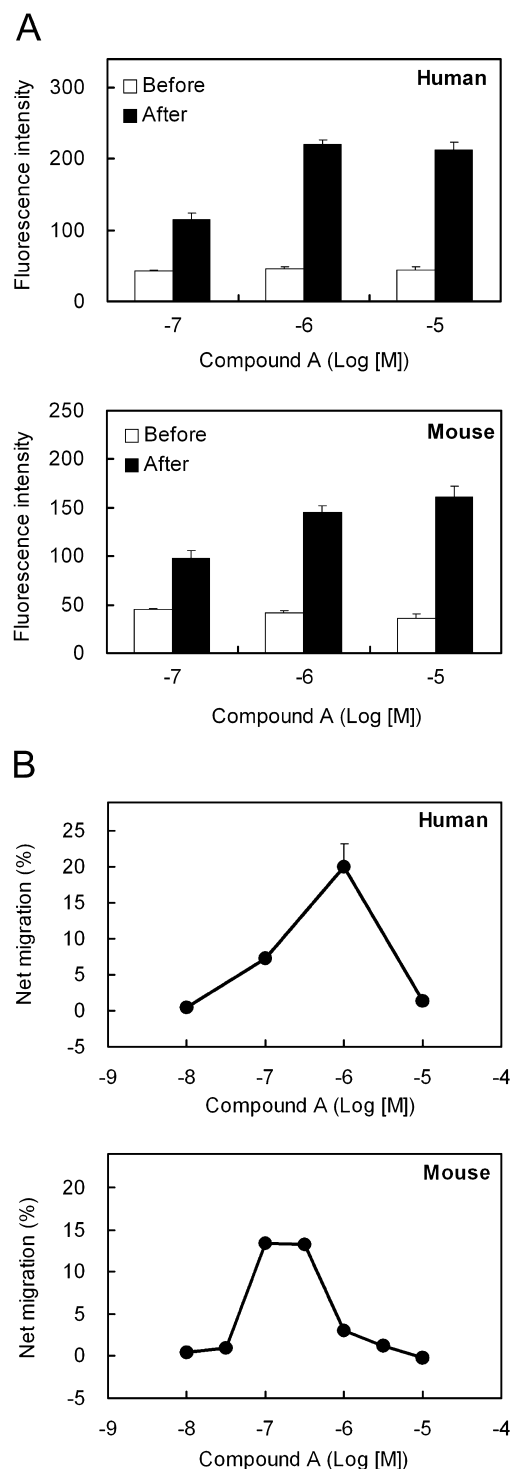 A
Human
Before
After
Fluorescence intensity
300
200
100
0
-7 -6 -5
Compound A (Log [M])
Mouse
Before
After
Fluorescence intensity
250
200
150
100
50
0
-7 -6 -5
Compound A (Log [M])
B
Human
Net migration (%)
25
20
15
10
5
0
-5
-9 -8 -7 -6 -5 -4
Compound A (Log [M])
Mouse
Net migration (%)
20
15
10
5
0
-5
-9 -8 -7 -6 -5 -4
Compound A (Log [M])